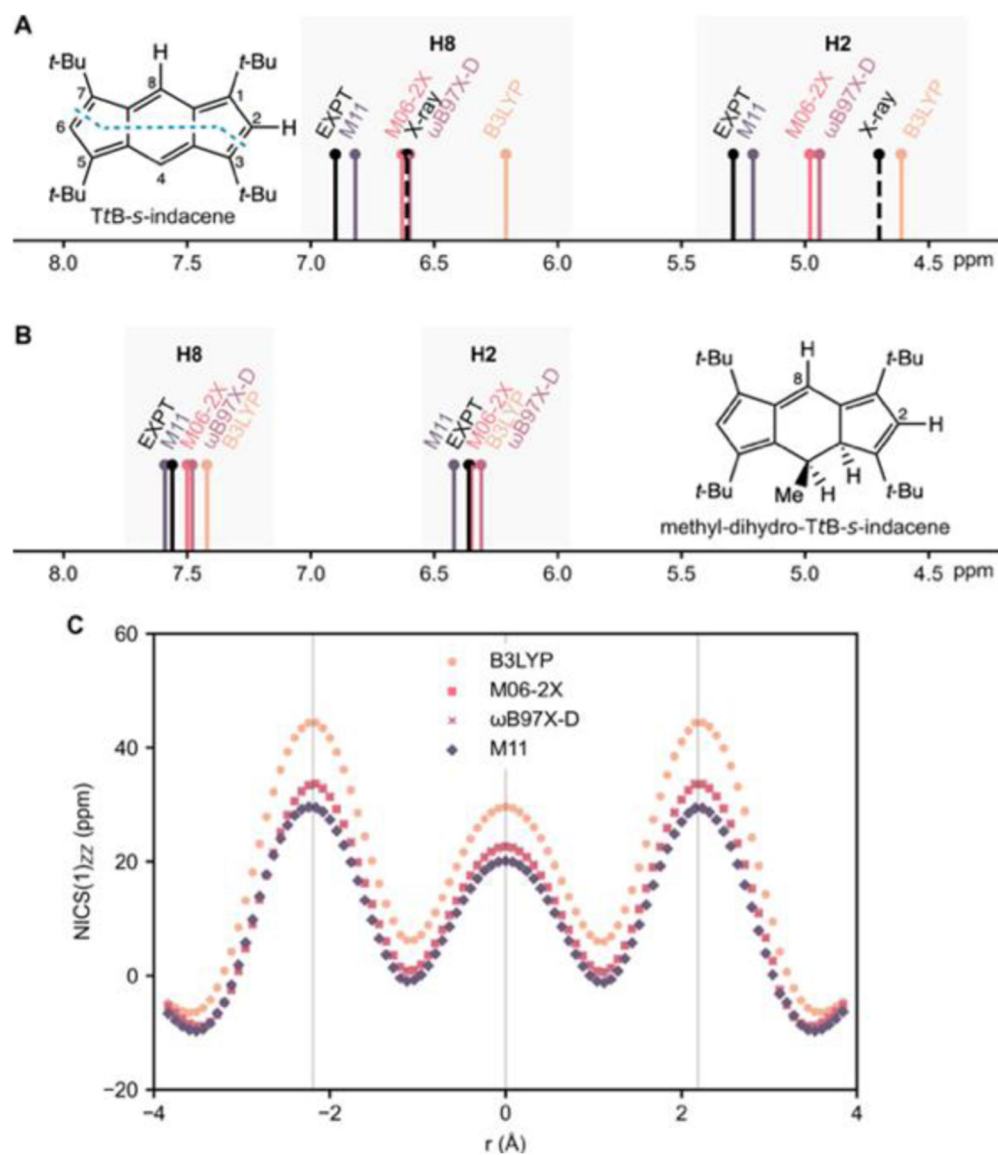 A
H8
H2
t-Bu
H
t-Bu
8
7
1
6
2
H
5
4
3
t-Bu
t-Bu
TtB-s-indacene
EXPT
M11
M06-2X
X-ray
ωB97X-D
B3LYP
EXPT
M11
M06-2X
ωB97X-D
X-ray
B3LYP
8.0 7.5 7.0 6.5 6.0 5.5 5.0 4.5 ppm
B
H8
H2
EXPT
M11
M06-2X
ωB97X-D
B3LYP
M11
EXPT
M06-2X
B3LYP
ωB97X-D
t-Bu
H
t-Bu
8
2
H
t-Bu
Me
H
H
t-Bu
methyl-dihydro-TtB-s-indacene
8.0 7.5 7.0 6.5 6.0 5.5 5.0 4.5 ppm
C
60
40
20
0
−20
NICS(1)ZZ (ppm)
B3LYP
M06-2X
ωB97X-D
M11
−4 −2 0 2 4
r (Å)